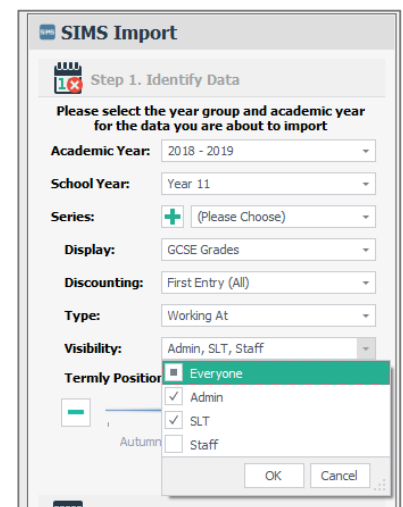 SIMS SIMS Import
1 Step 1. Identify Data
Please select the year group and academic year
for the data you are about to import
Academic Year: 2018 - 2019
School Year: Year 11
Series: (Please Choose)
Display: GCSE Grades
Discounting: First Entry (All)
Type: Working At
Visibility: Admin, SLT, Staff
Termly Position
Everyone
Admin
SLT
Autumn
Staff
OK Cancel